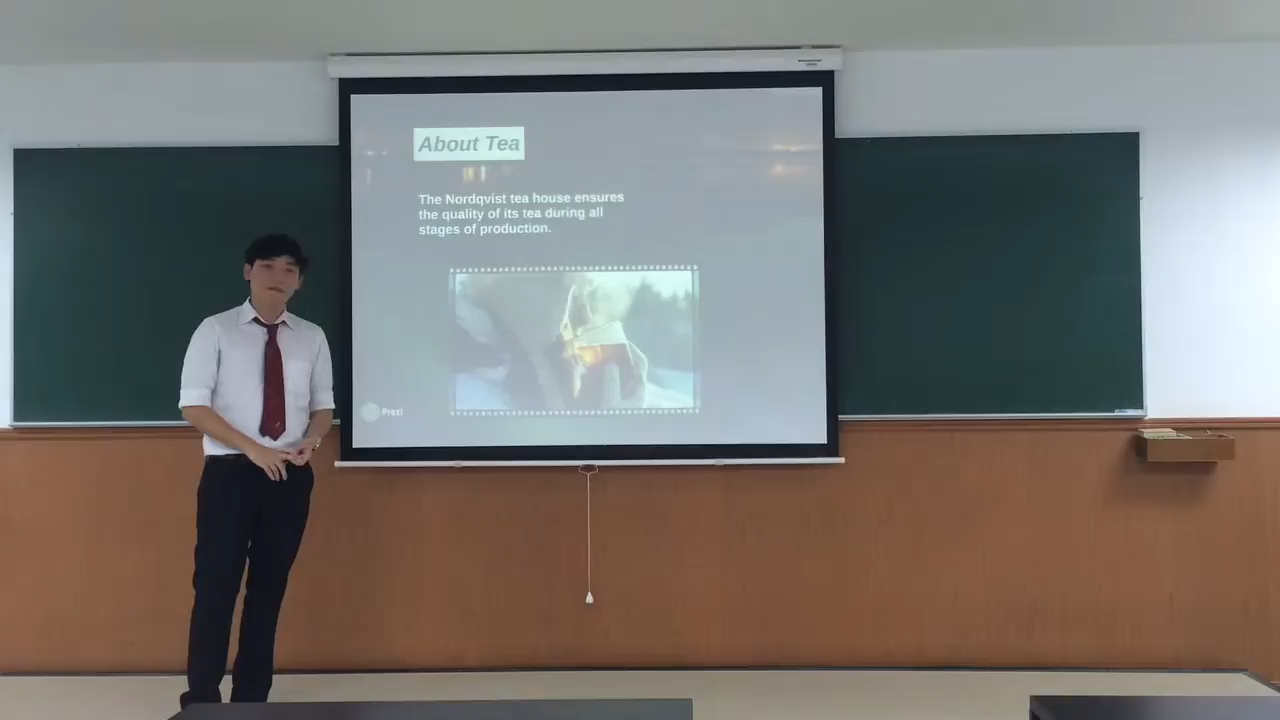 About Tea
The Nordqvist tea house ensures
the quality of its tea during all
stages of production.
Prezi